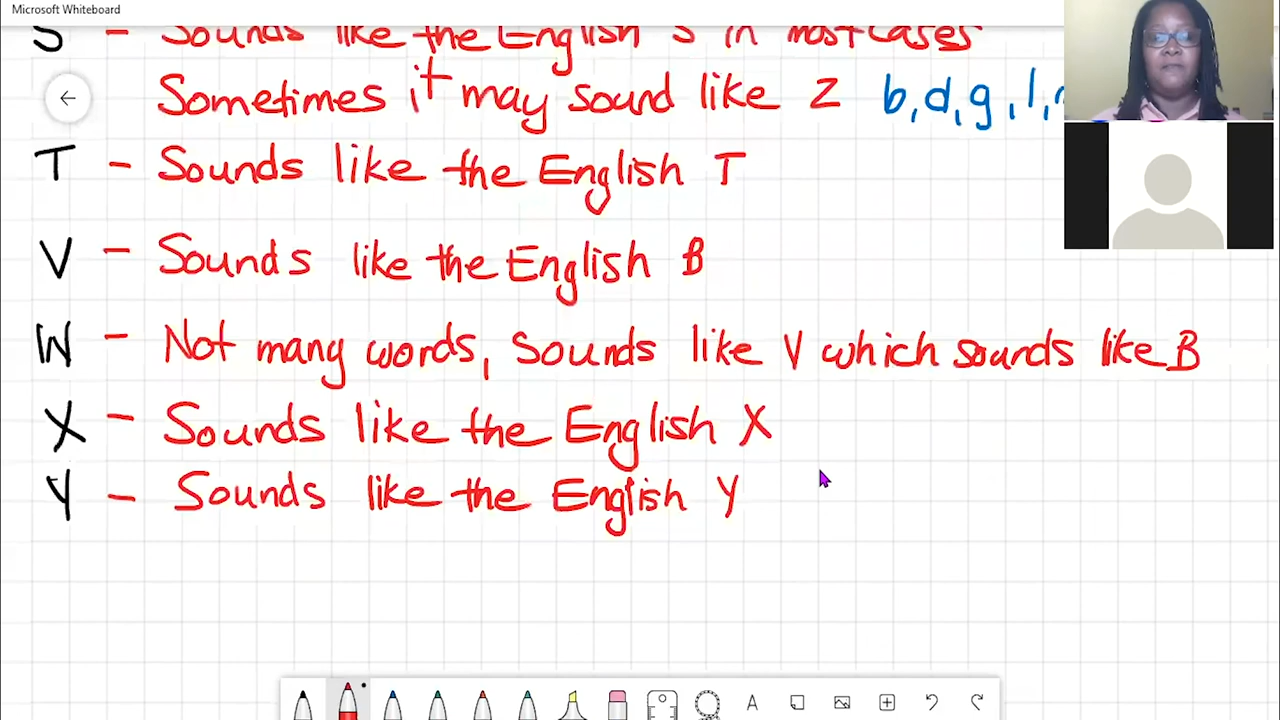 Microsoft Whiteboard
S - Sounds like the English S in most cases
Sometimes it may sound like Z b, d, g, l,
T - Sounds like the English T
V - Sounds like the English B
W - Not many words, Sounds like V which sounds like B
X - Sounds like the English X
Y - Sounds like the English Y
A